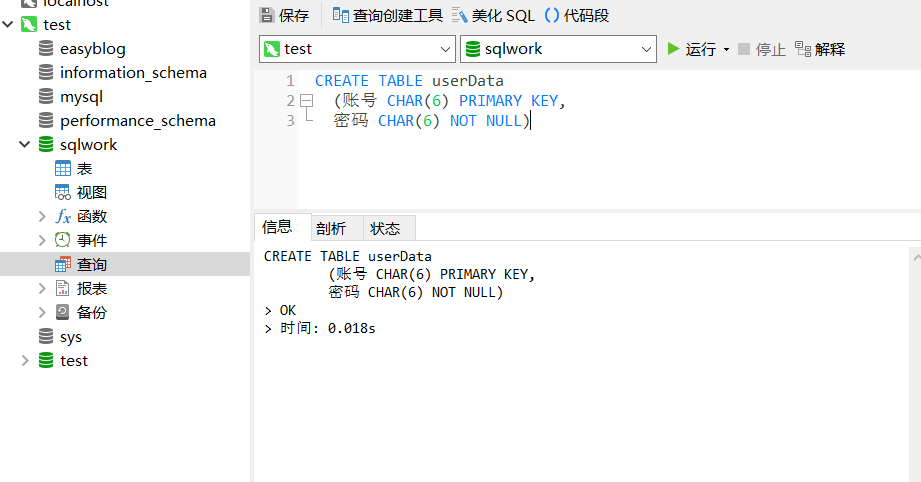 localhost
test
easyblog
information_schema
mysql
performance_schema
sqlwork
表
视图
函数
事件
查询
报表
备份
sys
test
保存 查询创建工具 美化 SQL () 代码段
test sqlwork 运行 停止 解释
1 CREATE TABLE userData
2 (账号 CHAR(6) PRIMARY KEY,
3 密码 CHAR(6) NOT NULL)
信息 剖析 状态
CREATE TABLE userData
(账号 CHAR(6) PRIMARY KEY,
密码 CHAR(6) NOT NULL)
> OK
> 时间: 0.018s